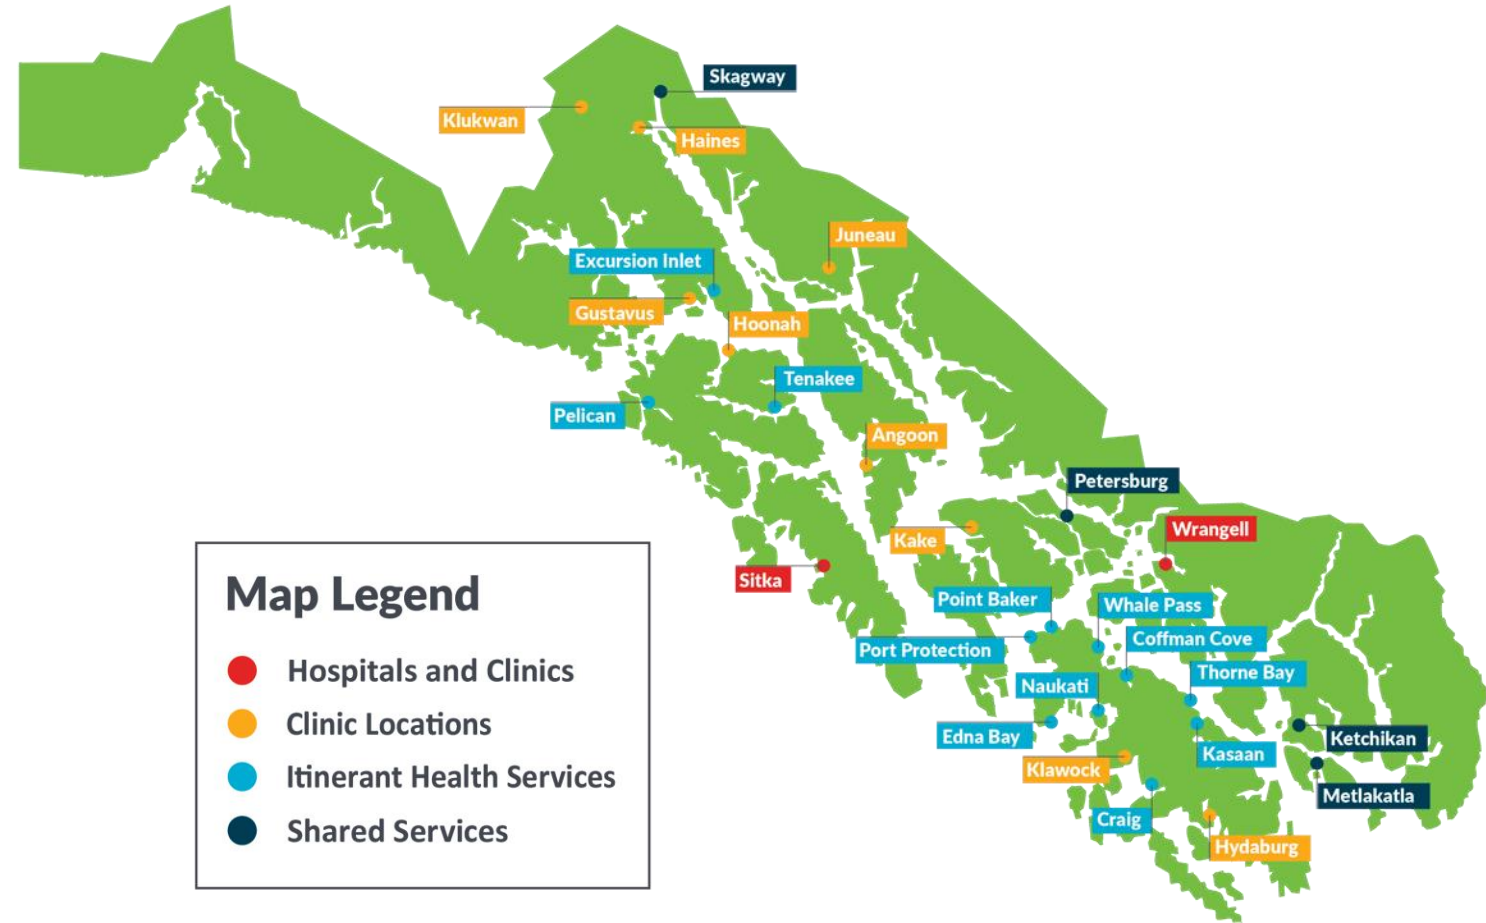 Skagway
Klukwan
Haines
Juneau
Excursion Inlet
Gustavus
Hoonah
Tenakee
Pelican
Angoon
Petersburg
Wrangell
Kake
Sitka
Point Baker
Whale Pass
Port Protection
Coffman Cove
Thorne Bay
Naukati
Edna Bay
Ketchikan
Kasaan
Klawock
Metlakatla
Craig
Hydaburg
Map Legend
Hospitals and Clinics
Clinic Locations
Itinerant Health Services
Shared Services